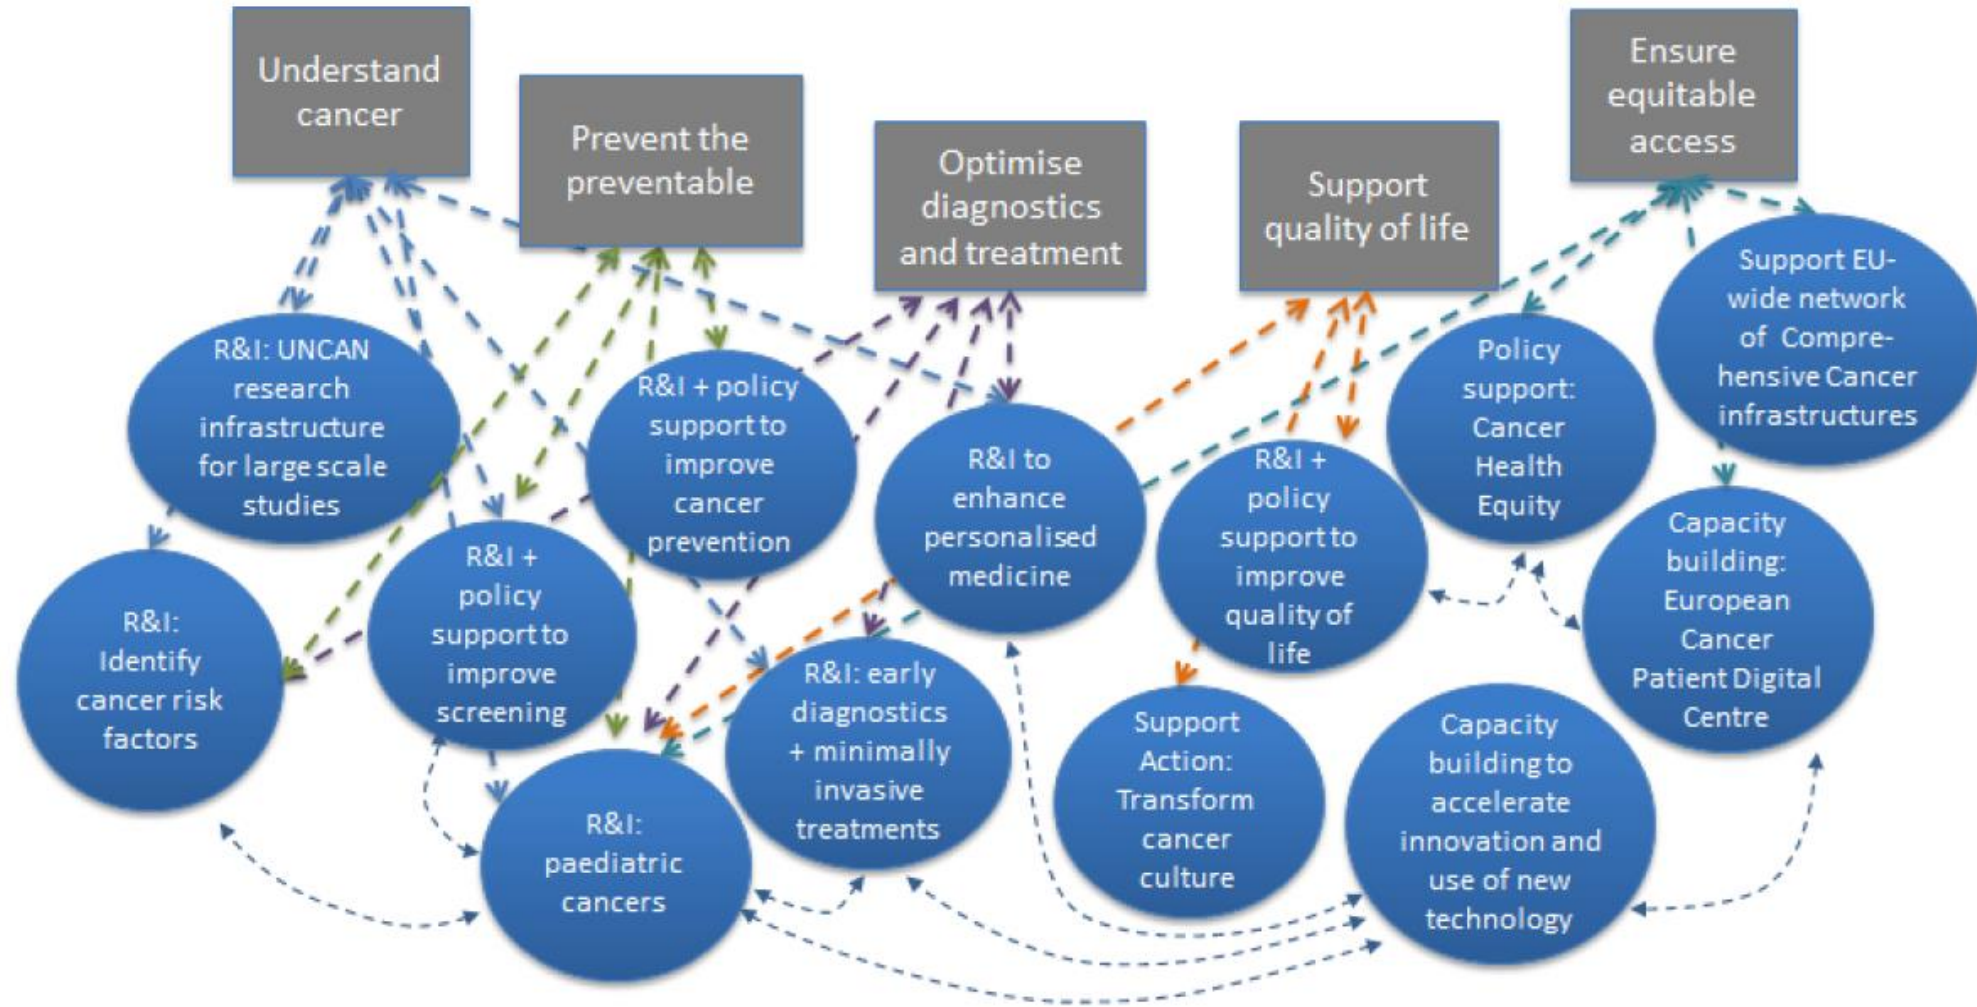 Understand
cancer
Prevent the
preventable
Optimise
diagnostics
and treatment
Support
quality of life
Ensure
equitable
access
R&I: UNCAN
research
infrastructure
for large scale
studies
R&I + policy
support to
improve
cancer
prevention
R&I to
enhance
personalised
medicine
R&I +
policy
support to
improve
quality of
life
Policy
support:
Cancer
Health
Equity
Support EU-
wide network
of Compre-
hensive Cancer
infrastructures
R&I:
Identify
cancer risk
factors
R&I +
policy
support to
improve
screening
R&I:
paediatric
cancers
R&I: early
diagnostics
+ minimally
invasive
treatments
Support
Action:
Transform
cancer
culture
Capacity
building to
accelerate
innovation and
use of new
technology
Capacity
building:
European
Cancer
Patient Digital
Centre